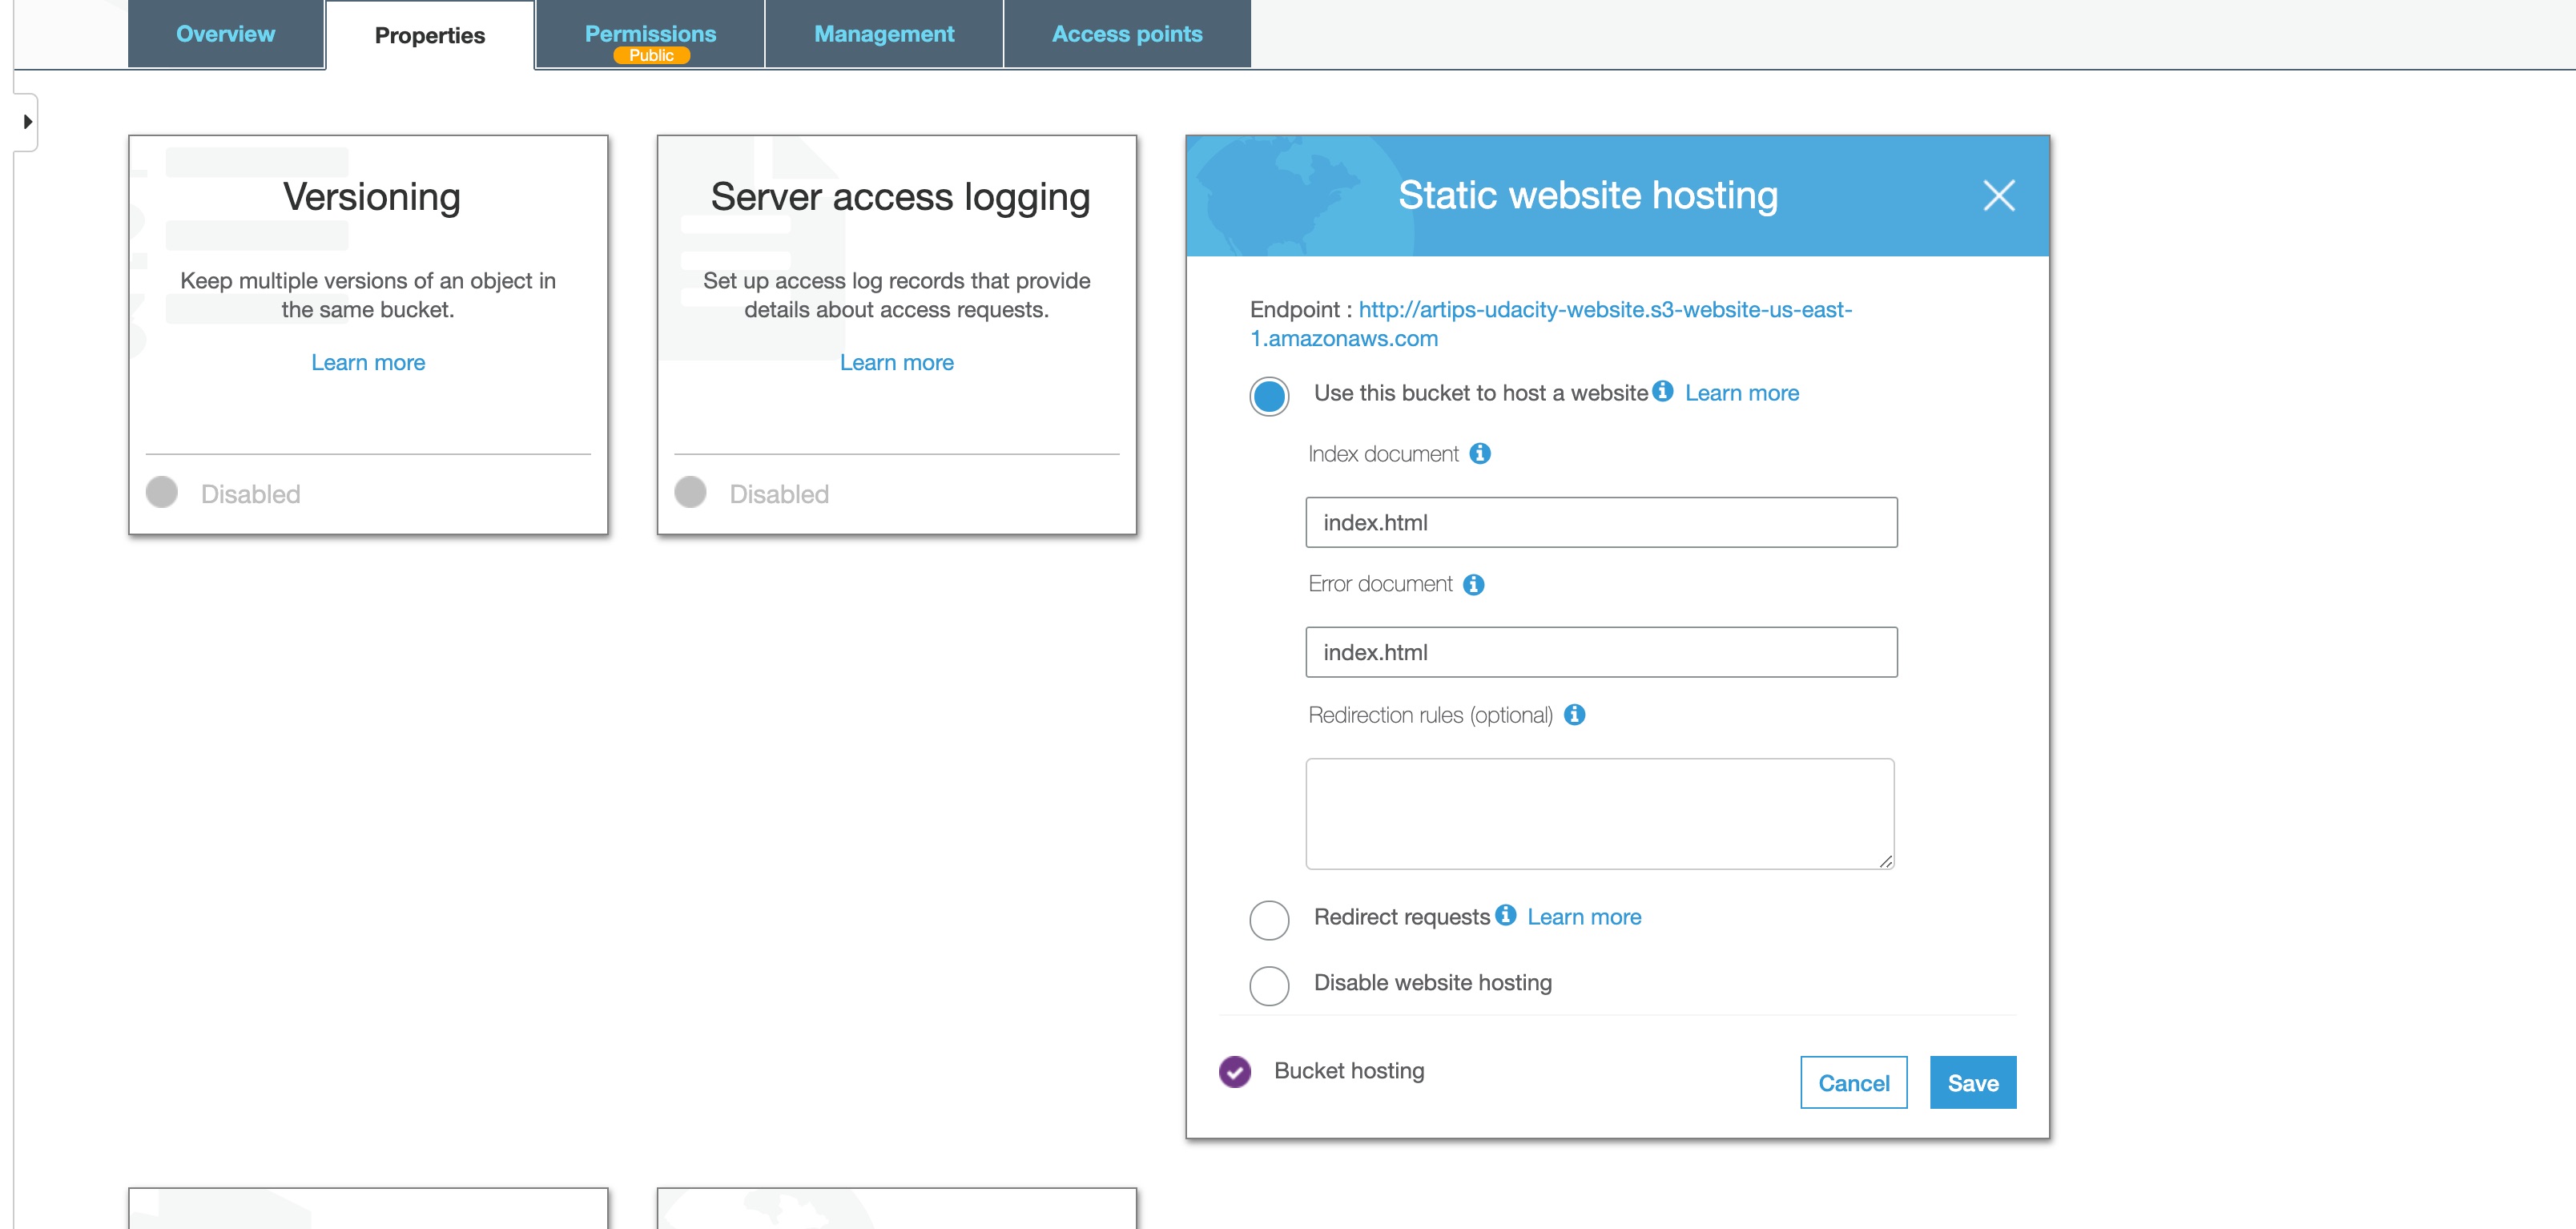 Overview
Properties
Permissions
Public
Management
Access points
Versioning
Keep multiple versions of an object in
the same bucket.
Learn more
Disabled
Server access logging
Set up access log records that provide
details about access requests.
Learn more
Disabled
Static website hosting
Endpoint : http://artips-udacity-website.s3-website-us-east-
1.amazonaws.com
Use this bucket to host a website Learn more
Index document
index.html
Error document
index.html
Redirection rules (optional)
Redirect requests Learn more
Disable website hosting
Bucket hosting
Cancel
Save